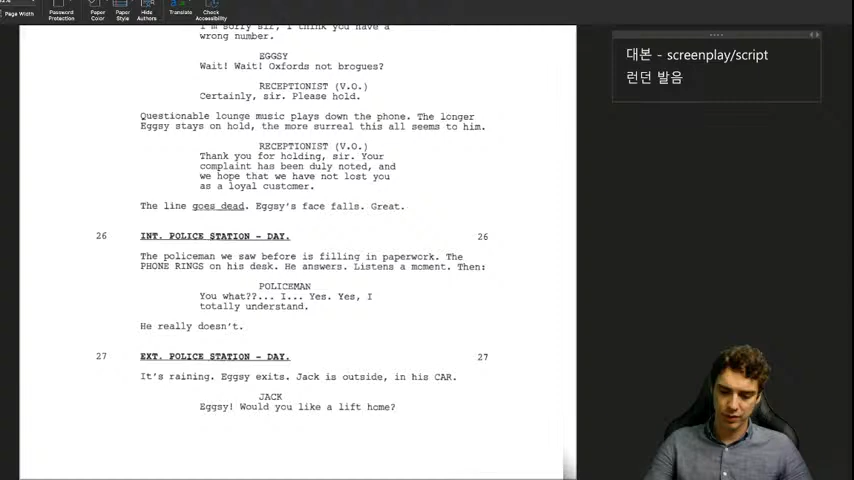 Page Width
Password
Protection
Paper
Color
Paper
Style
Hide
Authors
Translate
Check
Accessibility
I'm sorry sir, I think you have a
wrong number.
EGGSY
Wait! Wait! Oxfords not brogues?
RECEPTIONIST (V.O.)
Certainly, sir. Please hold.
Questionable lounge music plays down the phone. The longer
Eggsy stays on hold, the more surreal this all seems to him.
RECEPTIONIST (V.O.)
Thank you for holding, sir. Your
complaint has been duly noted, and
we hope that we have not lost you
as a loyal customer.
The line goes dead. Eggsy's face falls. Great.
26 INT. POLICE STATION - DAY. 26
The policeman we saw before is filling in paperwork. The
PHONE RINGS on his desk. He answers. Listens a moment. Then:
POLICEMAN
You what??... I... Yes. Yes, I
totally understand.
He really doesn't.
27 EXT. POLICE STATION - DAY. 27
It's raining. Eggsy exits. Jack is outside, in his CAR.
JACK
Eggsy! Would you like a lift home?
대본 - screenplay/script
런던 발음